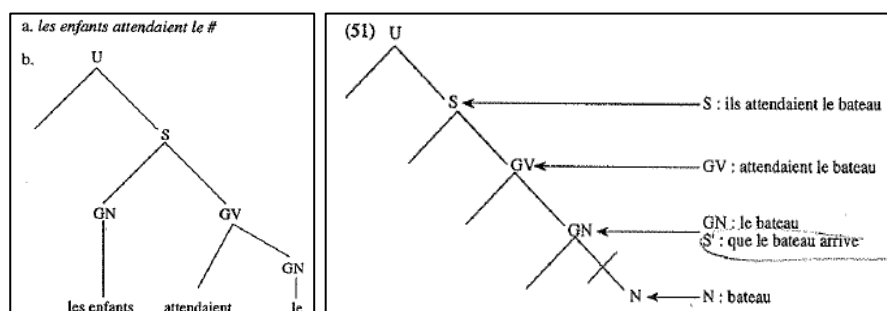 a. les enfants attendaient le #
b.
U
S
GN GV
GN
les enfants attendaient le
(51) U
S S : ils attendaient le bateau
GV GV : attendaient le bateau
GN GN : le bateau
S' : que le bateau arrive
N N : bateau